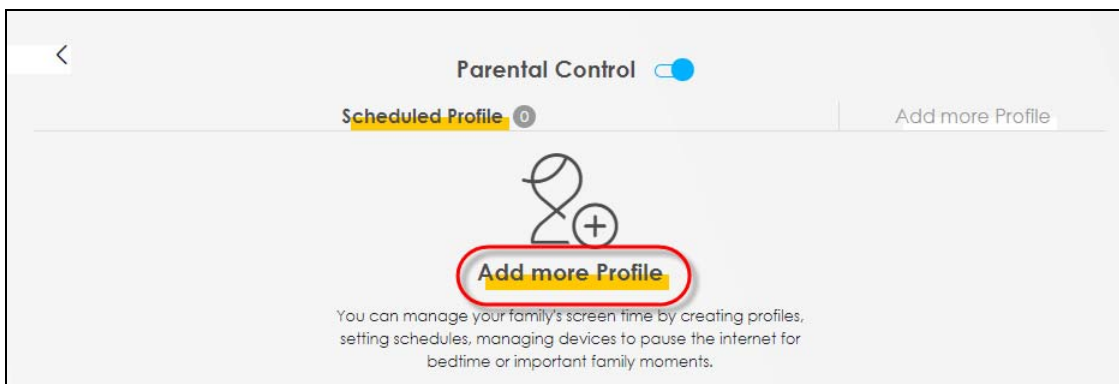 Parental Control
Scheduled Profile 0
Add more Profile
Add more Profile
You can manage your family's screen time by creating profiles,
setting schedules, managing devices to pause the internet for
bedtime or important family moments.